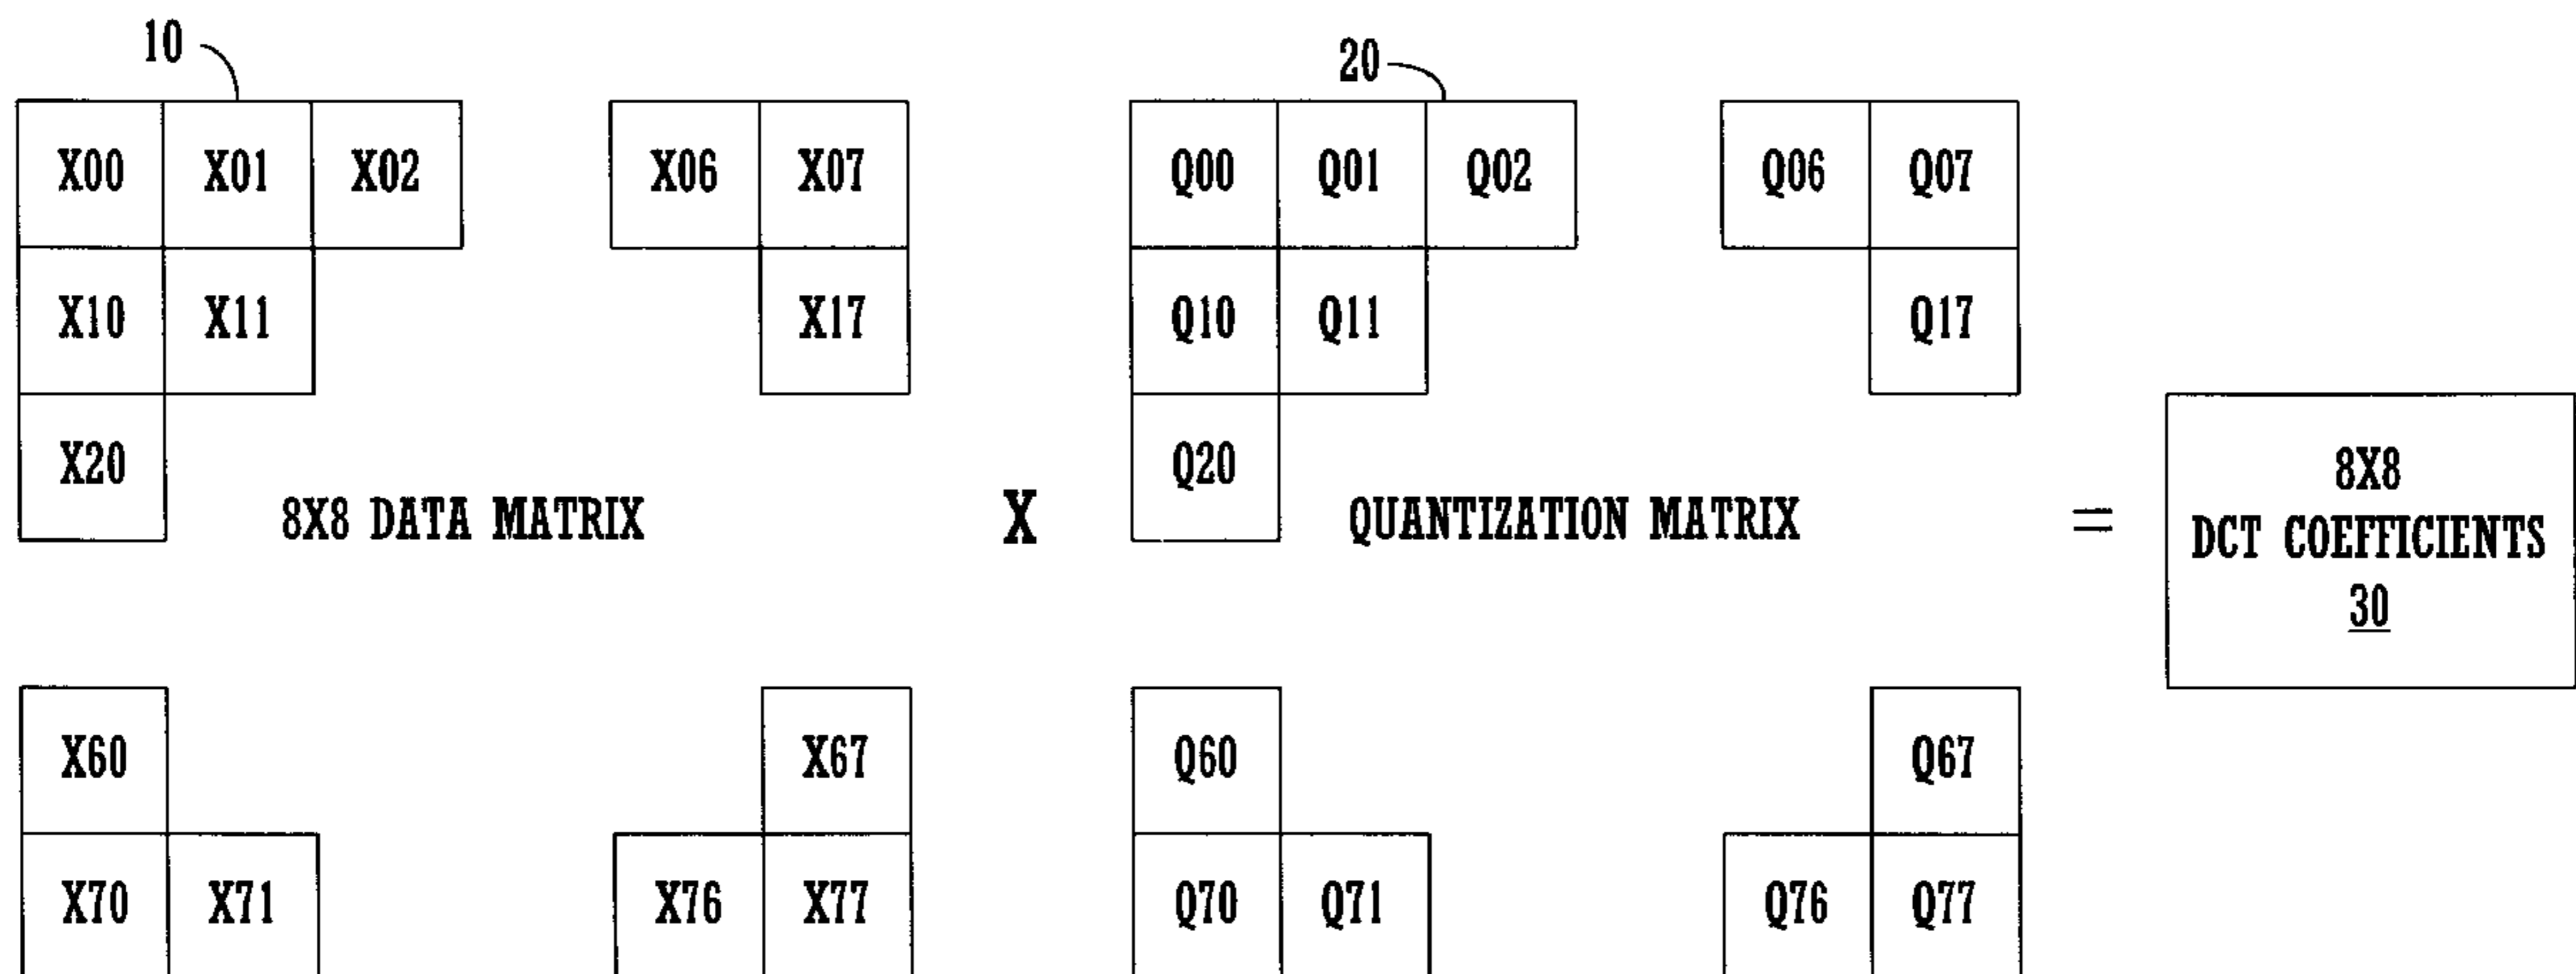 10 20
X00 X01 X02 X06 X07 Q00 Q01 Q02 Q06 Q07
X10 X11 X17 Q10 Q11 Q17
X20 Q20
8X8 DATA MATRIX X QUANTIZATION MATRIX =
8X8
DCT COEFFICIENTS
30
X60 X67 Q60 Q67
X70 X71 X76 X77 Q70 Q71 Q76 Q77